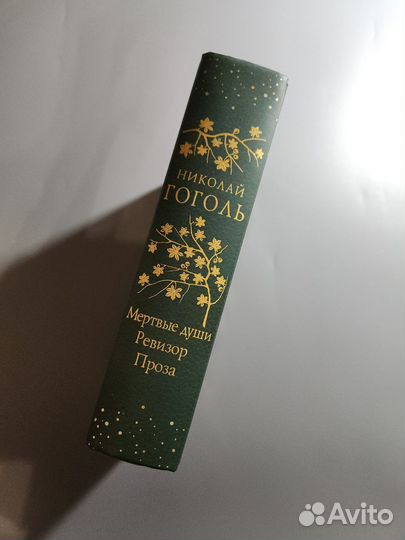 НИКОЛАЙ
ГОГОЛЬ
Мертвые души
Ревизор
Проза
Avito